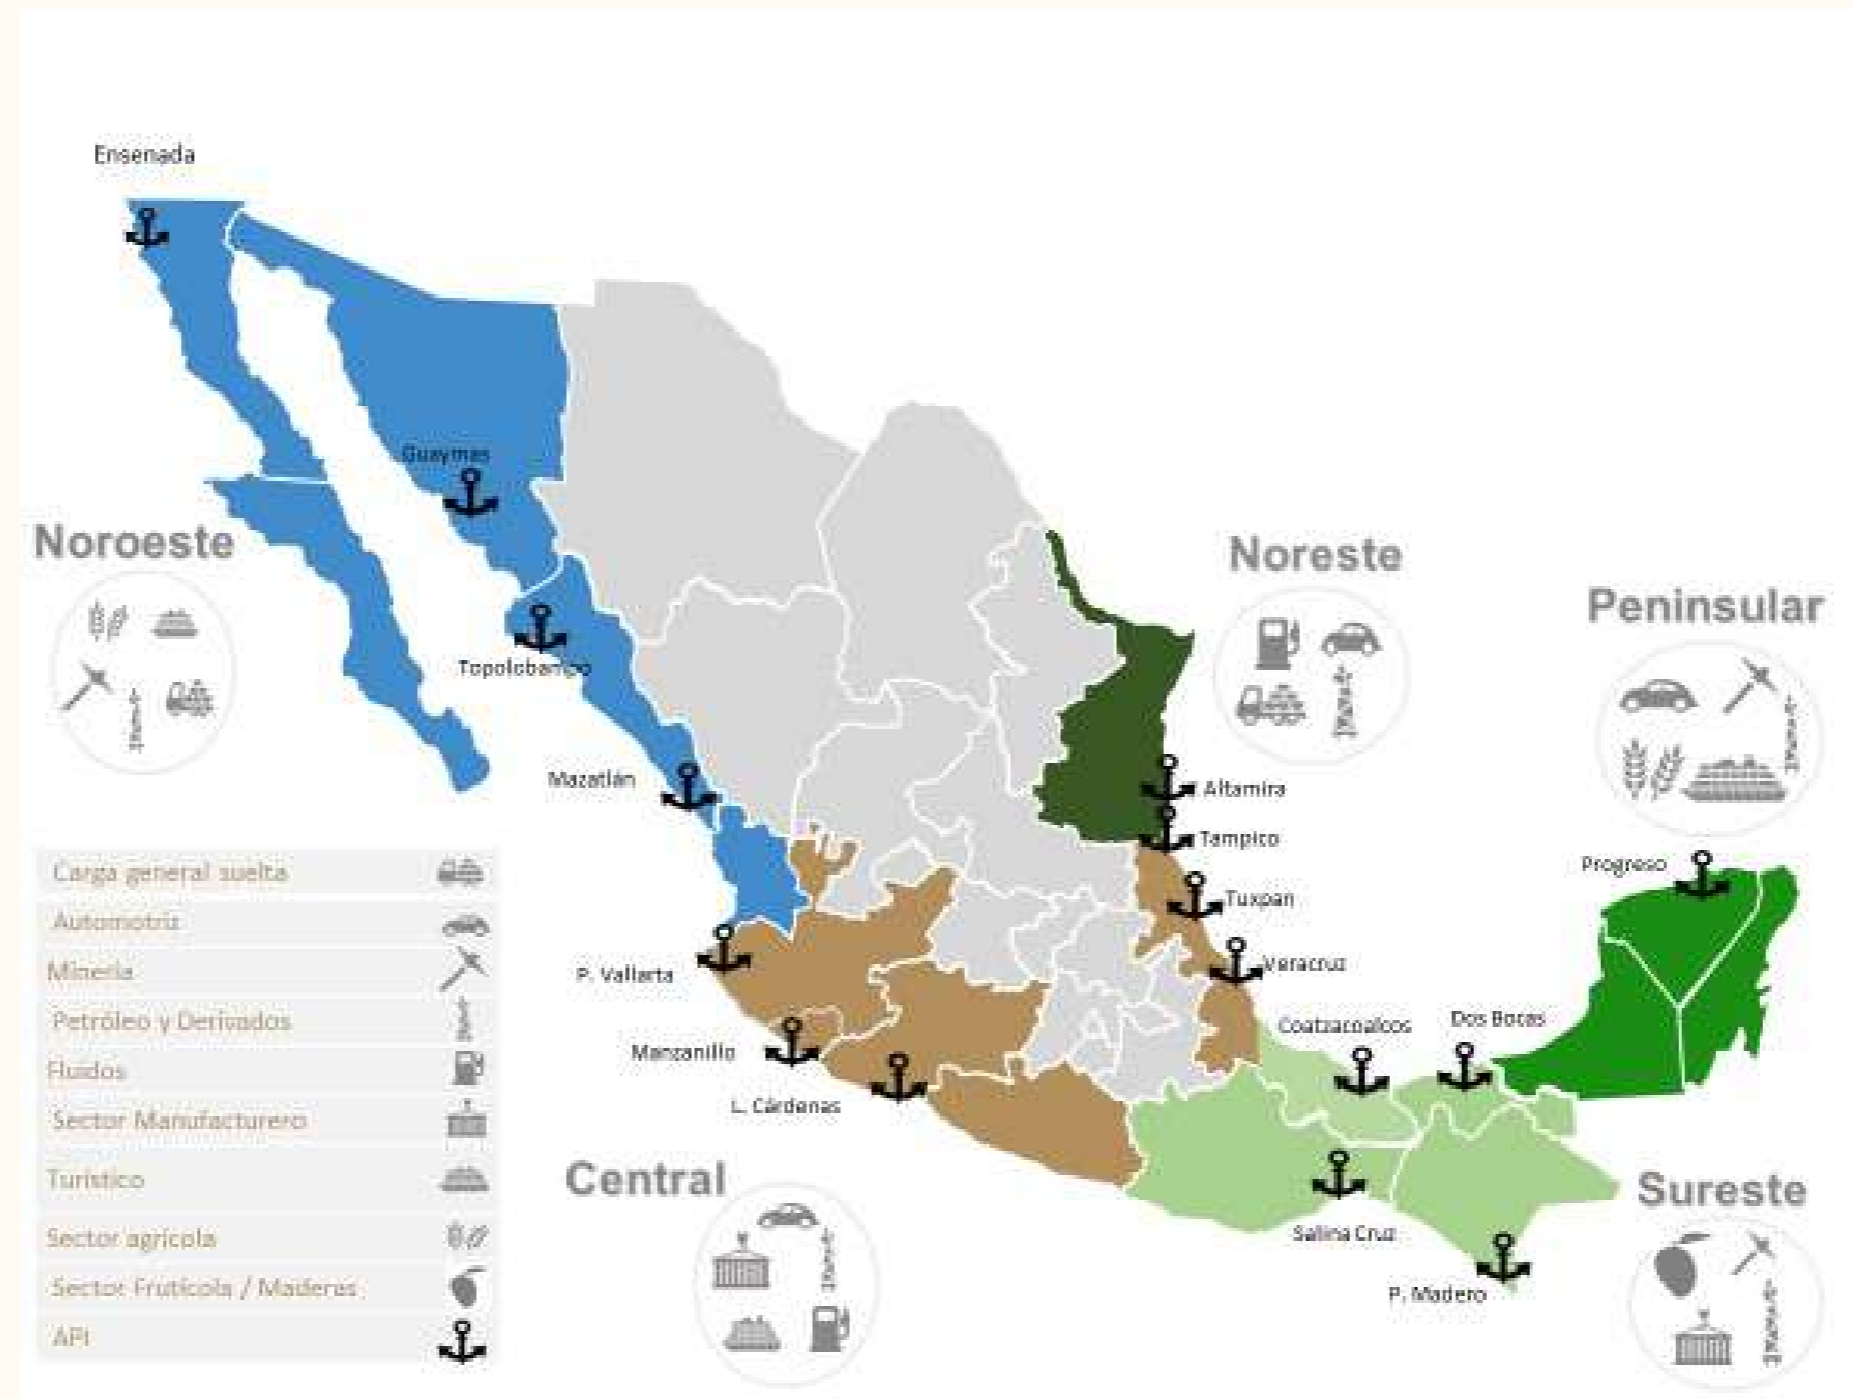 Ensenada
Guaymas
Noroeste
Noreste
Peninsular
Topolobampo
Mazatlán
Altamira
Tampico
Progreso
Tuxpan
Veracruz
P. Vallarta
Coatzacoalcos
Dos Bocas
Manzanillo
L. Cárdenas
Central
Sureste
Salina Cruz
P. Madero
Carga general suelta
Automotriz
Minería
Petróleo y Derivados
Fluidos
Sector Manufacturero
Turístico
Sector agrícola
Sector Frutícola / Maderas
API